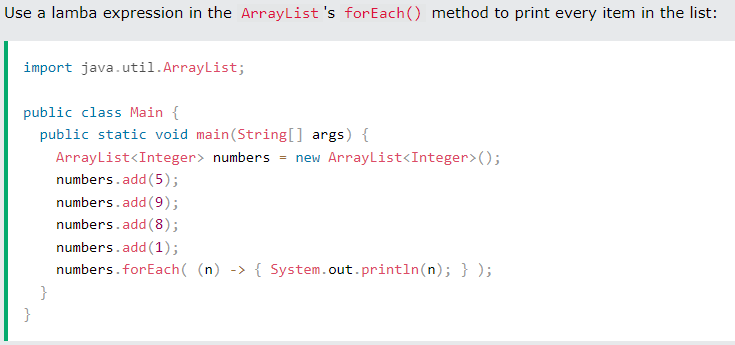 Use a lamba expression in the ArrayList's forEach() method to print every item in the list:
import java.util.ArrayList;
public class Main {
  public static void main(String[] args) {
    ArrayList<Integer> numbers = new ArrayList<Integer>();
    numbers.add(5);
    numbers.add(9);
    numbers.add(8);
    numbers.add(1);
    numbers.forEach( (n) -> { System.out.println(n); } );
  }
}